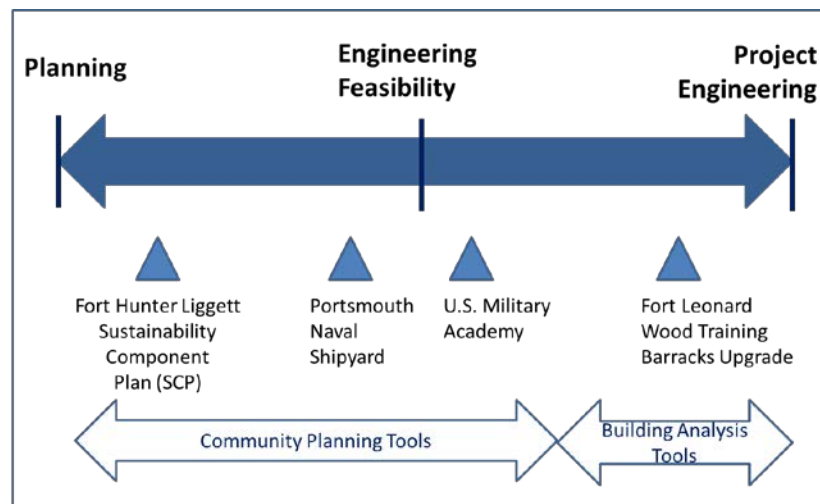 Planning
Engineering
Feasibility
Project
Engineering
Fort Hunter Liggett
Sustainability
Component
Plan (SCP)
Portsmouth
Naval
Shipyard
U.S. Military
Academy
Fort Leonard
Wood Training
Barracks Upgrade
Community Planning Tools
Building Analysis
Tools